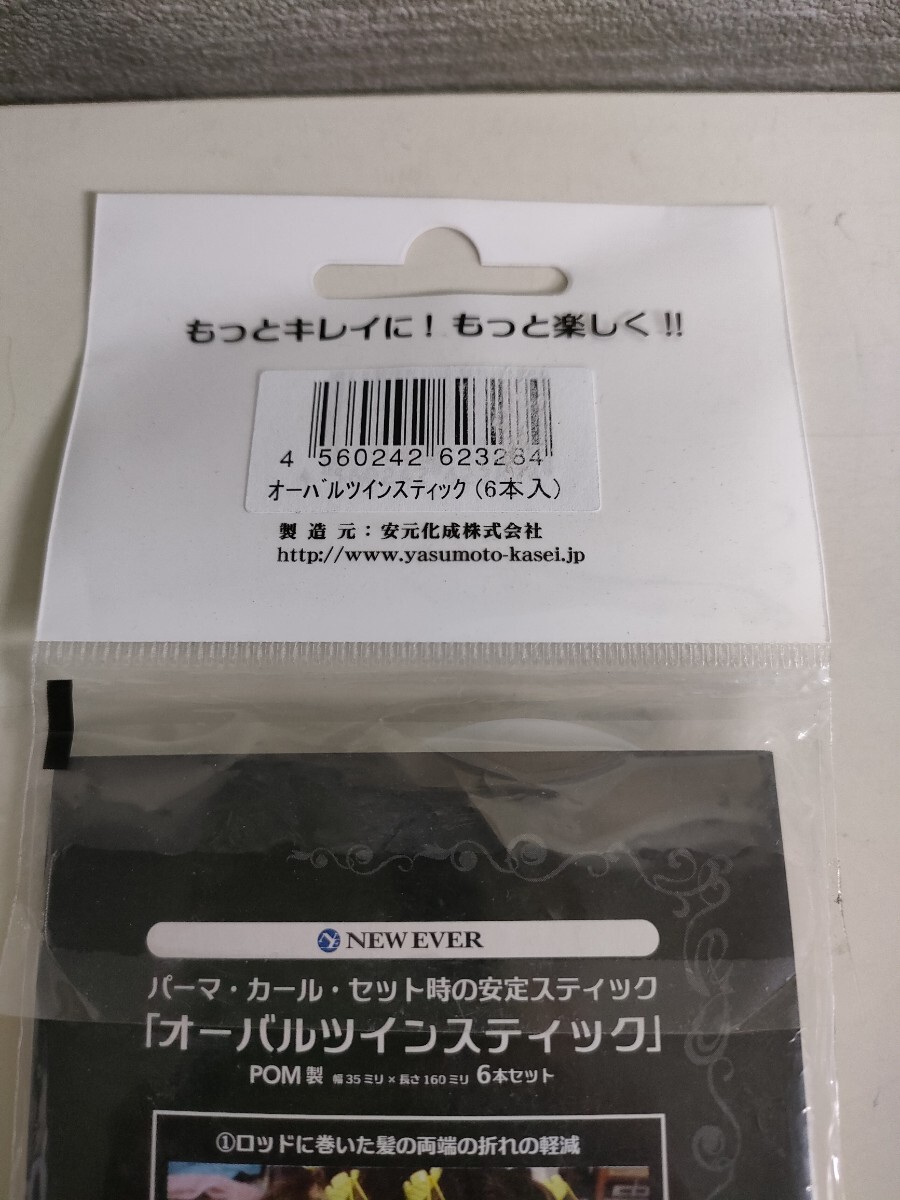 もっとキレイに！もっと楽しく!!
4 560242 623284
オーバルツインスティック(6本入)
製造元：安元化成株式会社
http://www.yasumoto-kasei.jp
NEW EVER
パーマ・カール・セット時の安定スティック
「オーバルツインスティック」
POM製 幅35ミリ×長さ160ミリ 6本セット
①ロッドに巻いた髪の両端の折れの軽減